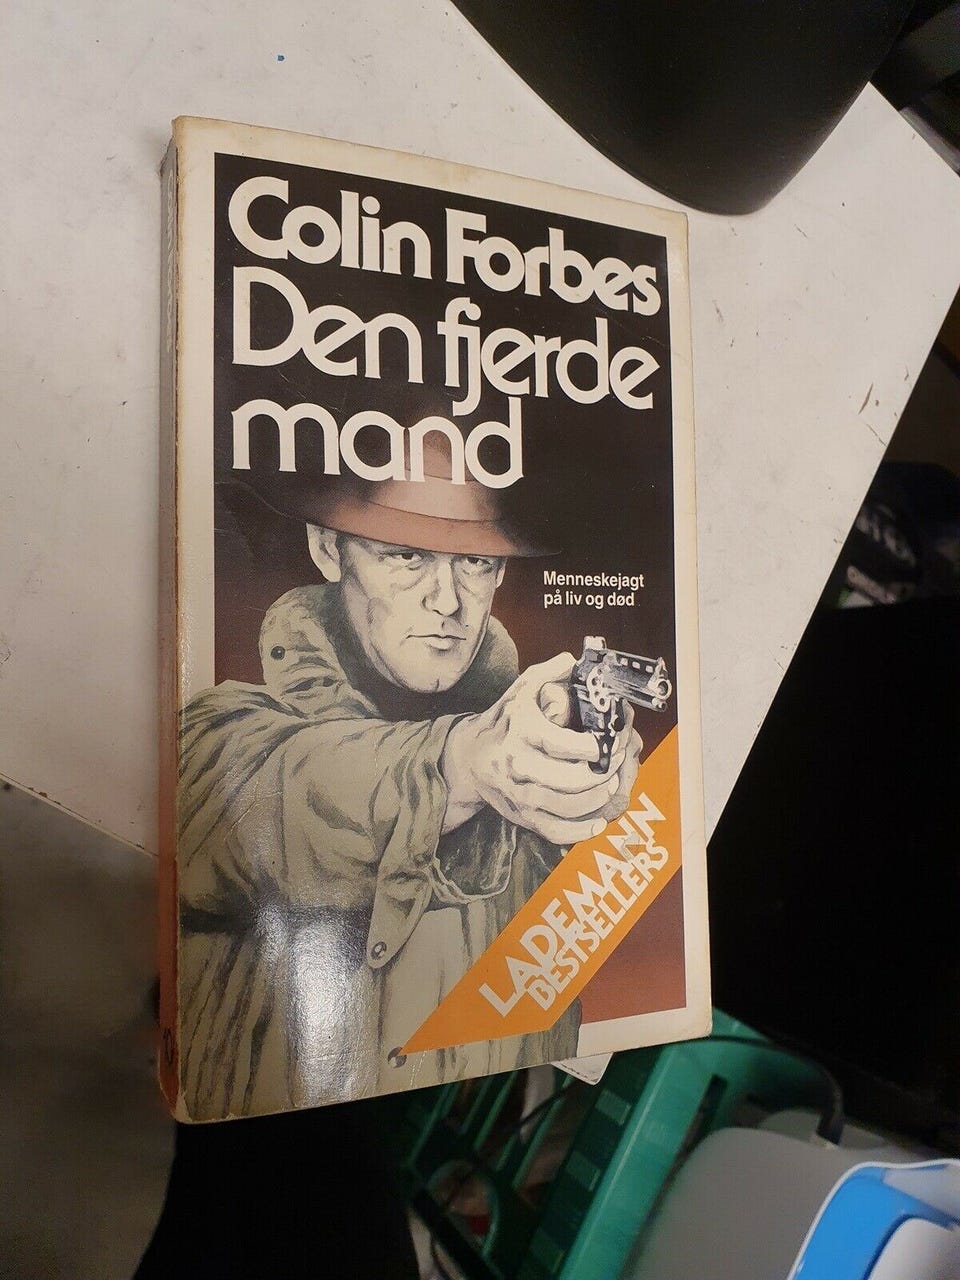 Colin Forbes
Den fjerde
mand
Menneskejagt
på liv og død
LADEMANN
BESTSELLERS